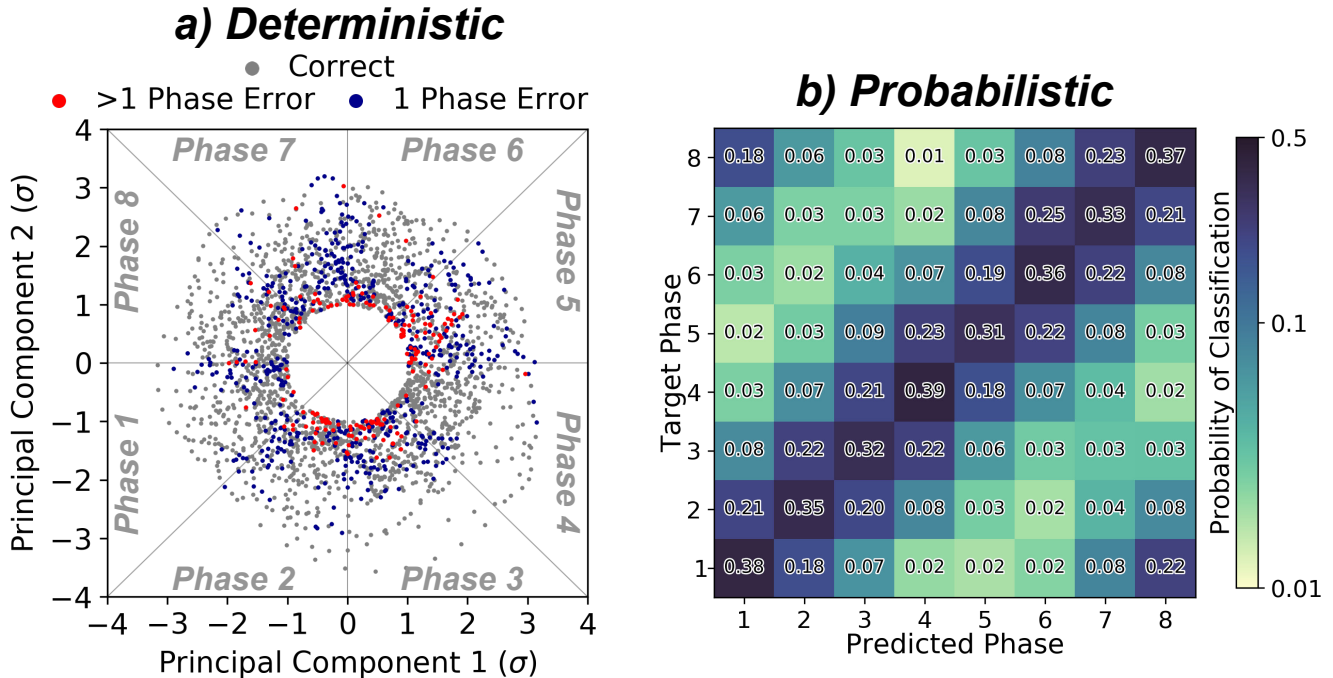 a) Deterministic
Correct
>1 Phase Error 1 Phase Error
Phase 7 Phase 6
Phase 8 Phase 5
Phase 1 Phase 4
Phase 2 Phase 3
4
3
2
1
0
−1
−2
−3
−4
Principal Component 2 (σ)
−4 −3 −2 −1 0 1 2 3 4
Principal Component 1 (σ)
b) Probabilistic
8 0.18 0.06 0.03 0.01 0.03 0.08 0.23 0.37
7 0.06 0.03 0.03 0.02 0.08 0.25 0.33 0.21
6 0.03 0.02 0.04 0.07 0.19 0.36 0.22 0.08
5 0.02 0.03 0.09 0.23 0.31 0.22 0.08 0.03
4 0.03 0.07 0.21 0.39 0.18 0.07 0.04 0.02
3 0.08 0.22 0.32 0.22 0.06 0.03 0.03 0.03
2 0.21 0.35 0.20 0.08 0.03 0.02 0.04 0.08
1 0.38 0.18 0.07 0.02 0.02 0.02 0.08 0.22
Target Phase
1 2 3 4 5 6 7 8
Predicted Phase
0.5
0.1
0.01
Probability of Classification